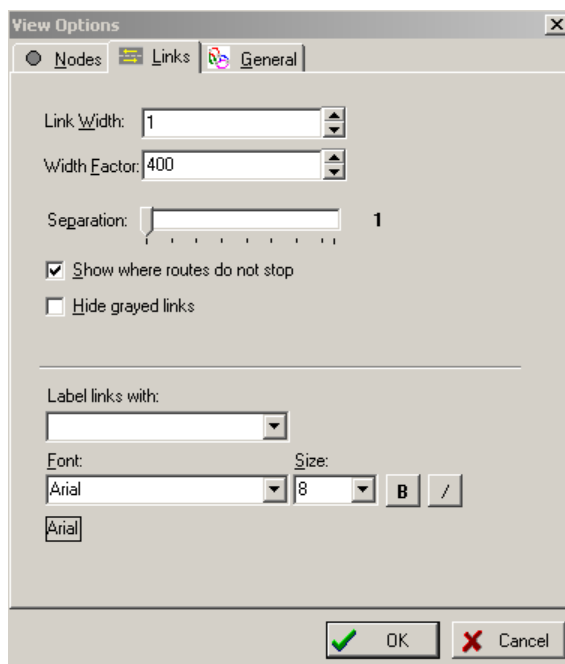 View Options
Nodes Links General
Link Width: 1
Width Factor: 400
Separation: 1
Show where routes do not stop
Hide grayed links
Label links with:
Font: Size:
Arial 8 B /
Arial
OK Cancel